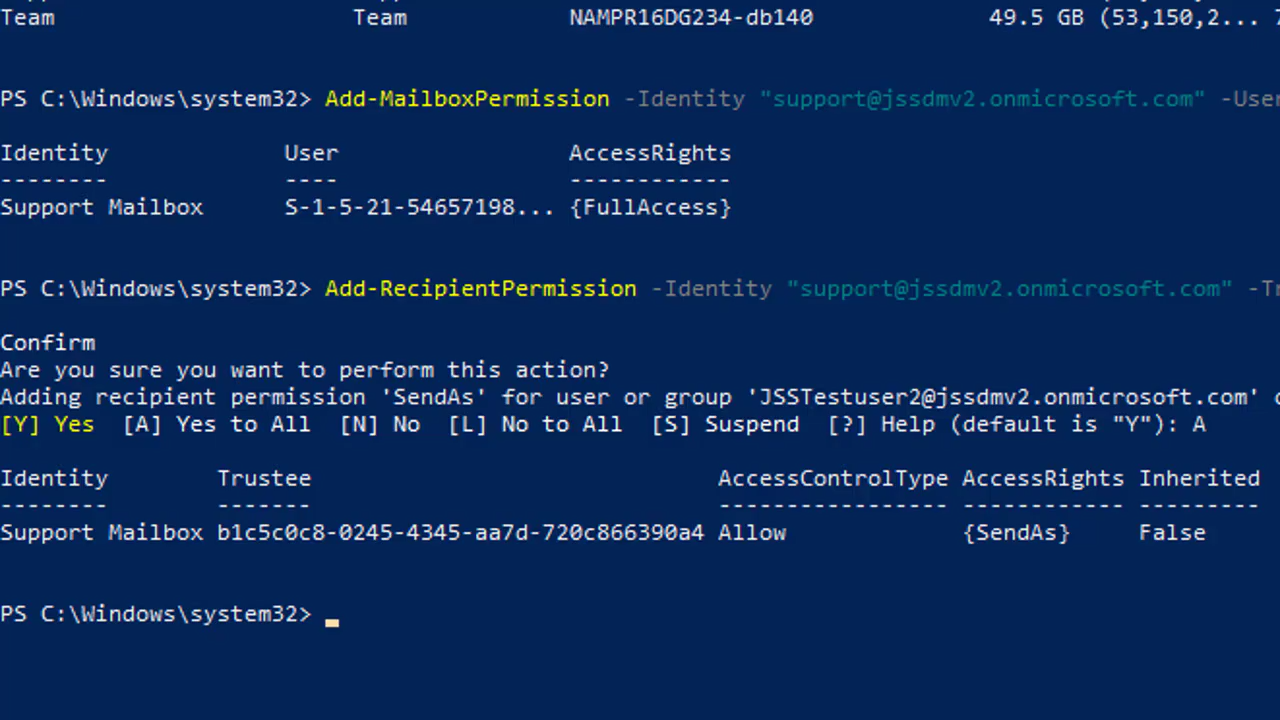 Team Team NAMPR16DG234-db140 49.5 GB (53,150,2...
PS C:\Windows\system32> Add-MailboxPermission -Identity "support@jssdmv2.onmicrosoft.com" -User
Identity User AccessRights
-------- ---- ------------
Support Mailbox S-1-5-21-54657198... {FullAccess}
PS C:\Windows\system32> Add-RecipientPermission -Identity "support@jssdmv2.onmicrosoft.com" -Tr
Confirm
Are you sure you want to perform this action?
Adding recipient permission 'SendAs' for user or group 'JSSTestuser2@jssdmv2.onmicrosoft.com'
[Y] Yes [A] Yes to All [N] No [L] No to All [S] Suspend [?] Help (default is "Y"): A
Identity Trustee AccessControlType AccessRights Inherited
-------- ------- ----------------- ------------ ---------
Support Mailbox b1c5c0c8-0245-4345-aa7d-720c866390a4 Allow {SendAs} False
PS C:\Windows\system32>